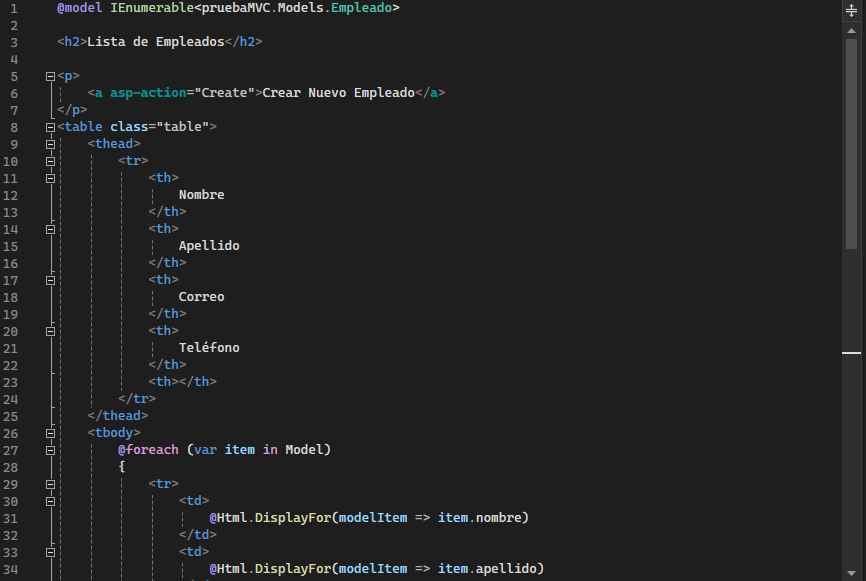 1 @model IEnumerable<pruebaMVC.Models.Empleado>
2
3 <h2>Lista de Empleados</h2>
4
5 <p>
6     <a asp-action="Create">Crear Nuevo Empleado</a>
7 </p>
8 <table class="table">
9     <thead>
10         <tr>
11             <th>
12                 Nombre
13             </th>
14             <th>
15                 Apellido
16             </th>
17             <th>
18                 Correo
19             </th>
20             <th>
21                 Teléfono
22             </th>
23             <th></th>
24         </tr>
25     </thead>
26     <tbody>
27         @foreach (var item in Model)
28         {
29             <tr>
30                 <td>
31                     @Html.DisplayFor(modelItem => item.nombre)
32                 </td>
33                 <td>
34                     @Html.DisplayFor(modelItem => item.apellido)